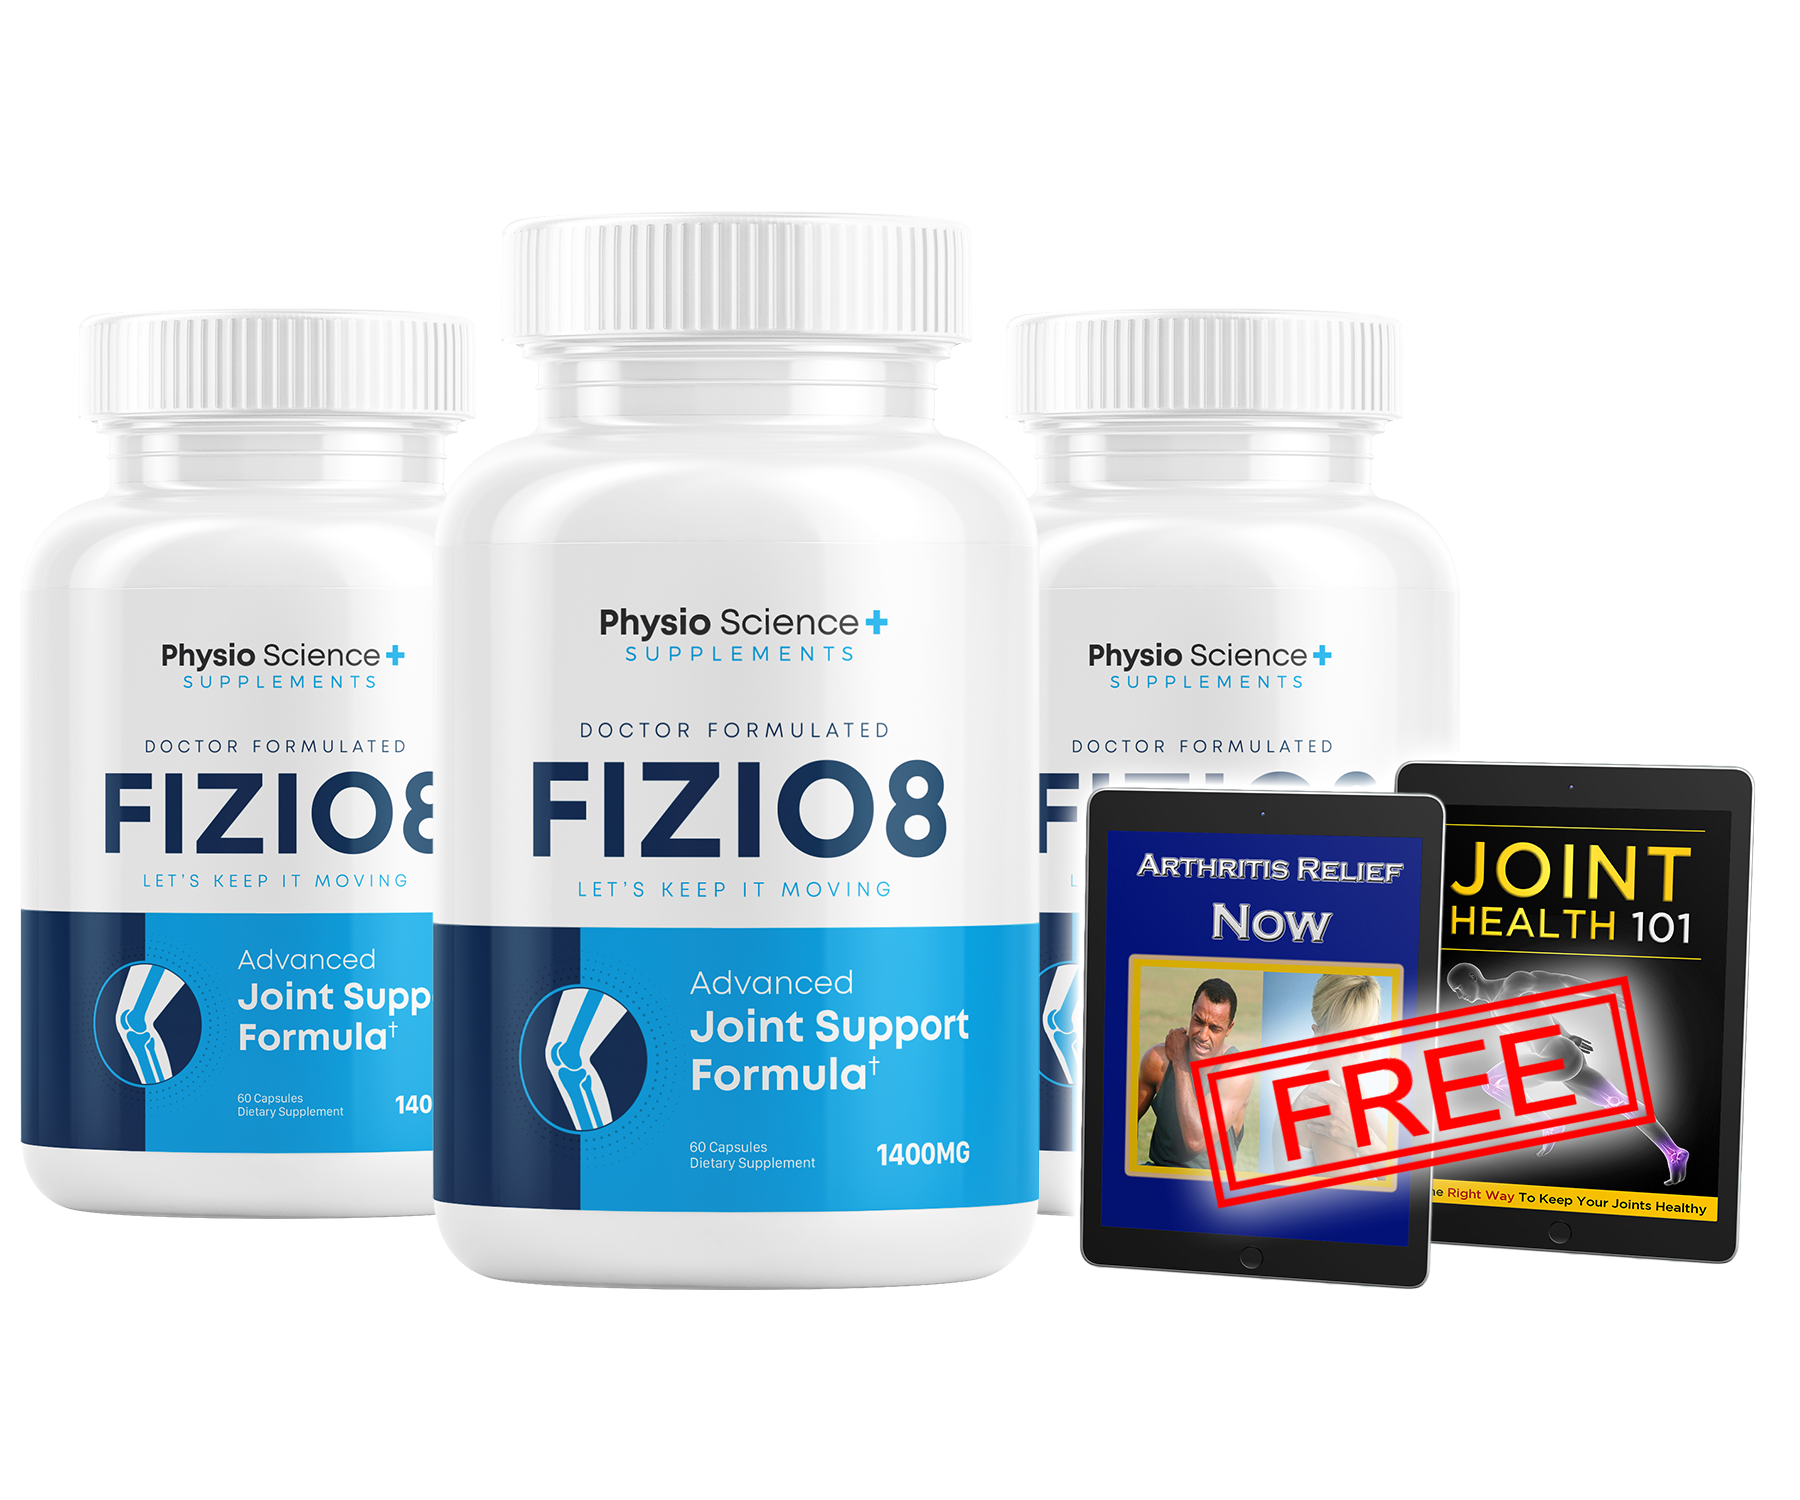 Physio Science+
SUPPLEMENTS
DOCTOR FORMULATED
FIZIO8
LET'S KEEP IT MOVING
Advanced
Joint Supp
Formula†
60 Capsules
Dietary Supplement
140
Physio Science+
SUPPLEMENTS
DOCTOR FORMULATED
FIZIO8
LET'S KEEP IT MOVING
Advanced
Joint Support
Formula†
60 Capsules
Dietary Supplement
1400MG
Physio Science+
SUPPLEMENTS
DOCTOR FORMULATED
ARTHRITIS RELIEF
NOW
JOINT
HEALTH 101
Right Way To Keep Your Joints Healthy
FREE